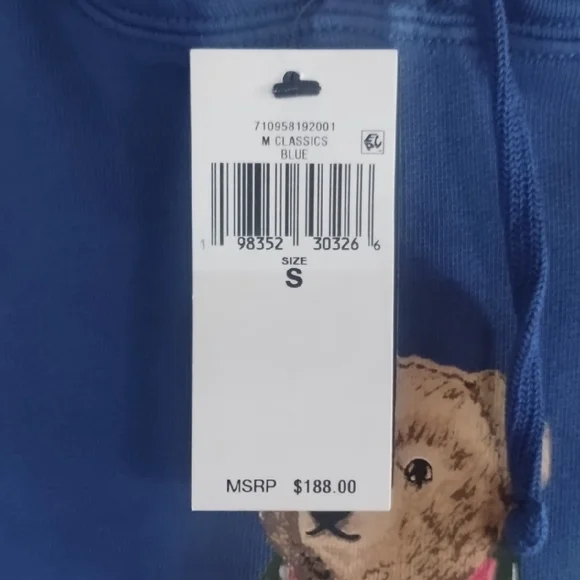 710958192001
M CLASSICS
BLUE
1 98352 30326 6
SIZE
S
MSRP $188.00